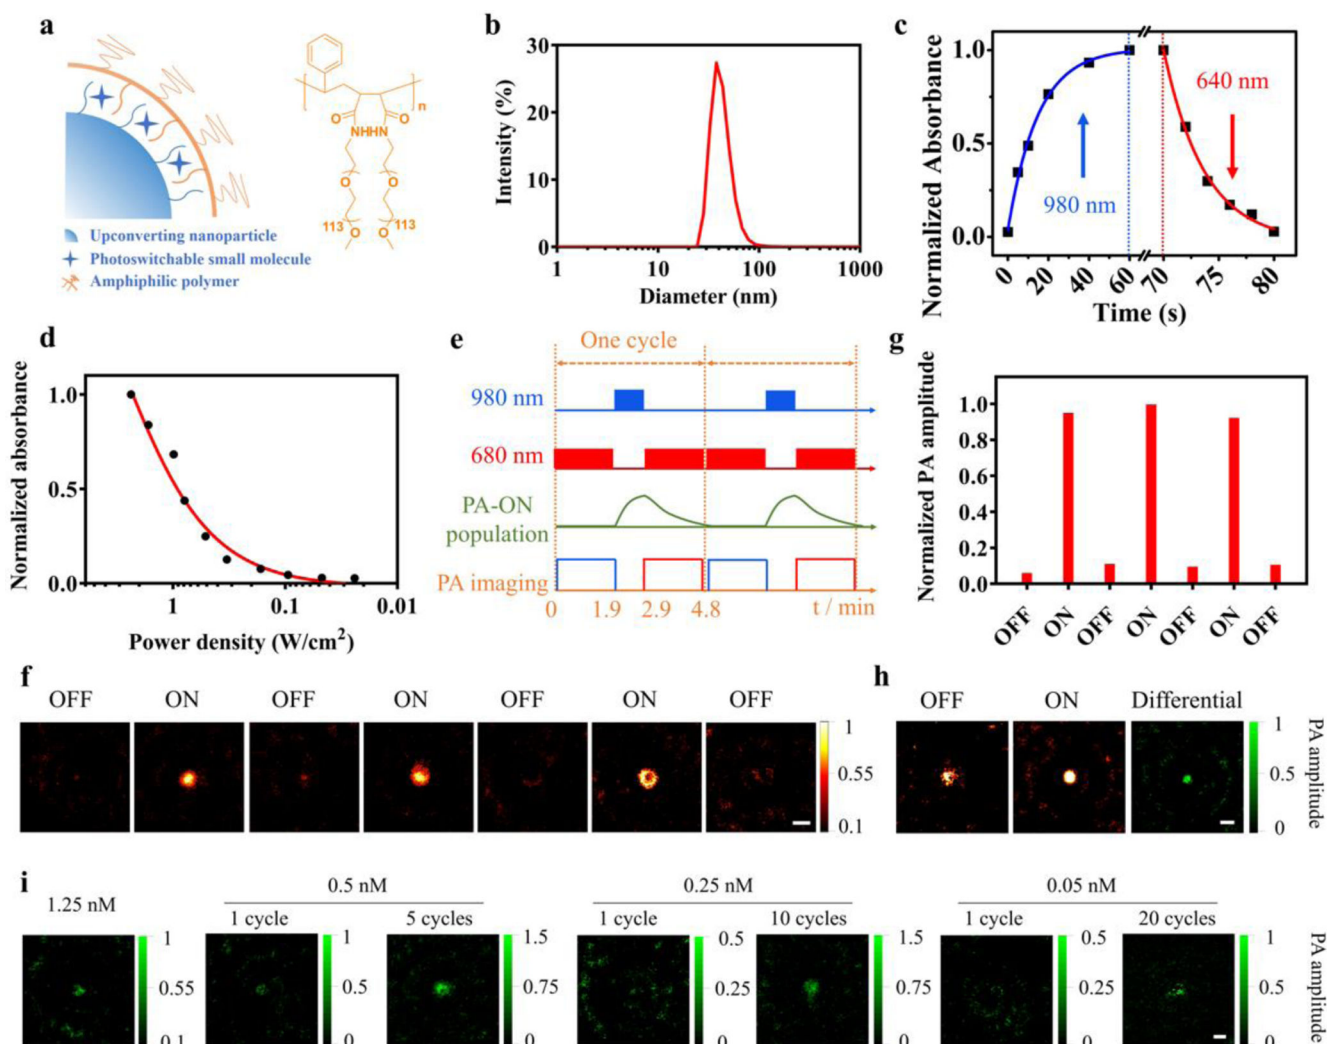 a
n
O
NHHN
O
O
O
113
O
O
113
Upconverting nanoparticle
Photoswitchable small molecule
Amphiphilic polymer
b
30
20
10
0
Intensity (%)
1 10 100 1000
Diameter (nm)
c
1.0
0.5
0.0
Normalized Absorbance
640 nm
980 nm
0 20 40 60 70 75 80
Time (s)
d
1.0
0.5
0.0
Normalized absorbance
1 0.1 0.01
Power density (W/cm2)
e
One cycle
980 nm
680 nm
PA-ON
population
PA imaging
0 1.9 2.9 4.8 t / min
g
Normalized PA amplitude
1.0
0.8
0.6
0.4
0.2
0.0
OFF ON OFF ON OFF ON OFF
f
OFF ON OFF ON OFF ON OFF
1
0.55
0.1
h
OFF ON Differential
1
0.5
0
PA amplitude
i
1.25 nM
0.5 nM
0.25 nM
0.05 nM
1 cycle 5 cycles 1 cycle 10 cycles 1 cycle 20 cycles
1 1 1.5 0.5 1.5 0.5 1
0.55 0.5 0.75 0.25 0.75 0.25 0.5
0.1 0 0 0 0 0 0
PA amplitude